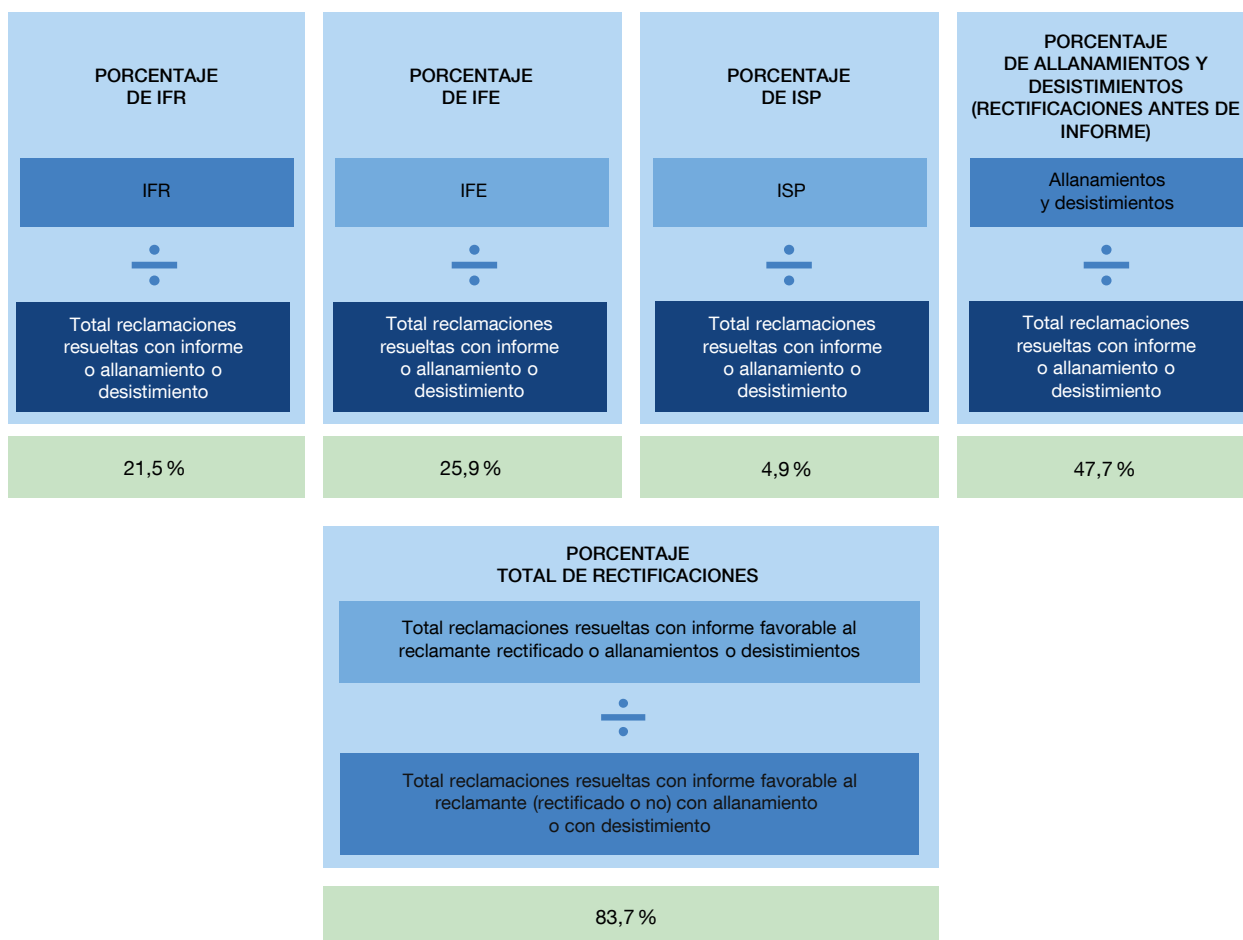 PORCENTAJE
DE IFR
IFR
Total reclamaciones
resueltas con informe
o allanamiento o
desistimiento
21,5 %
PORCENTAJE
DE IFE
IFE
Total reclamaciones
resueltas con informe
o allanamiento o
desistimiento
25,9 %
PORCENTAJE
DE ISP
ISP
Total reclamaciones
resueltas con informe
o allanamiento o
desistimiento
4,9 %
PORCENTAJE
DE ALLANAMIENTOS Y
DESISTIMIENTOS
(RECTIFICACIONES ANTES DE
INFORME)
Allanamientos
y desistimientos
Total reclamaciones
resueltas con informe
o allanamiento o
desistimiento
47,7 %
PORCENTAJE
TOTAL DE RECTIFICACIONES
Total reclamaciones resueltas con informe favorable al
reclamante rectificado o allanamientos o desistimientos
Total reclamaciones resueltas con informe favorable al
reclamante (rectificado o no) con allanamiento
o con desistimiento
83,7 %